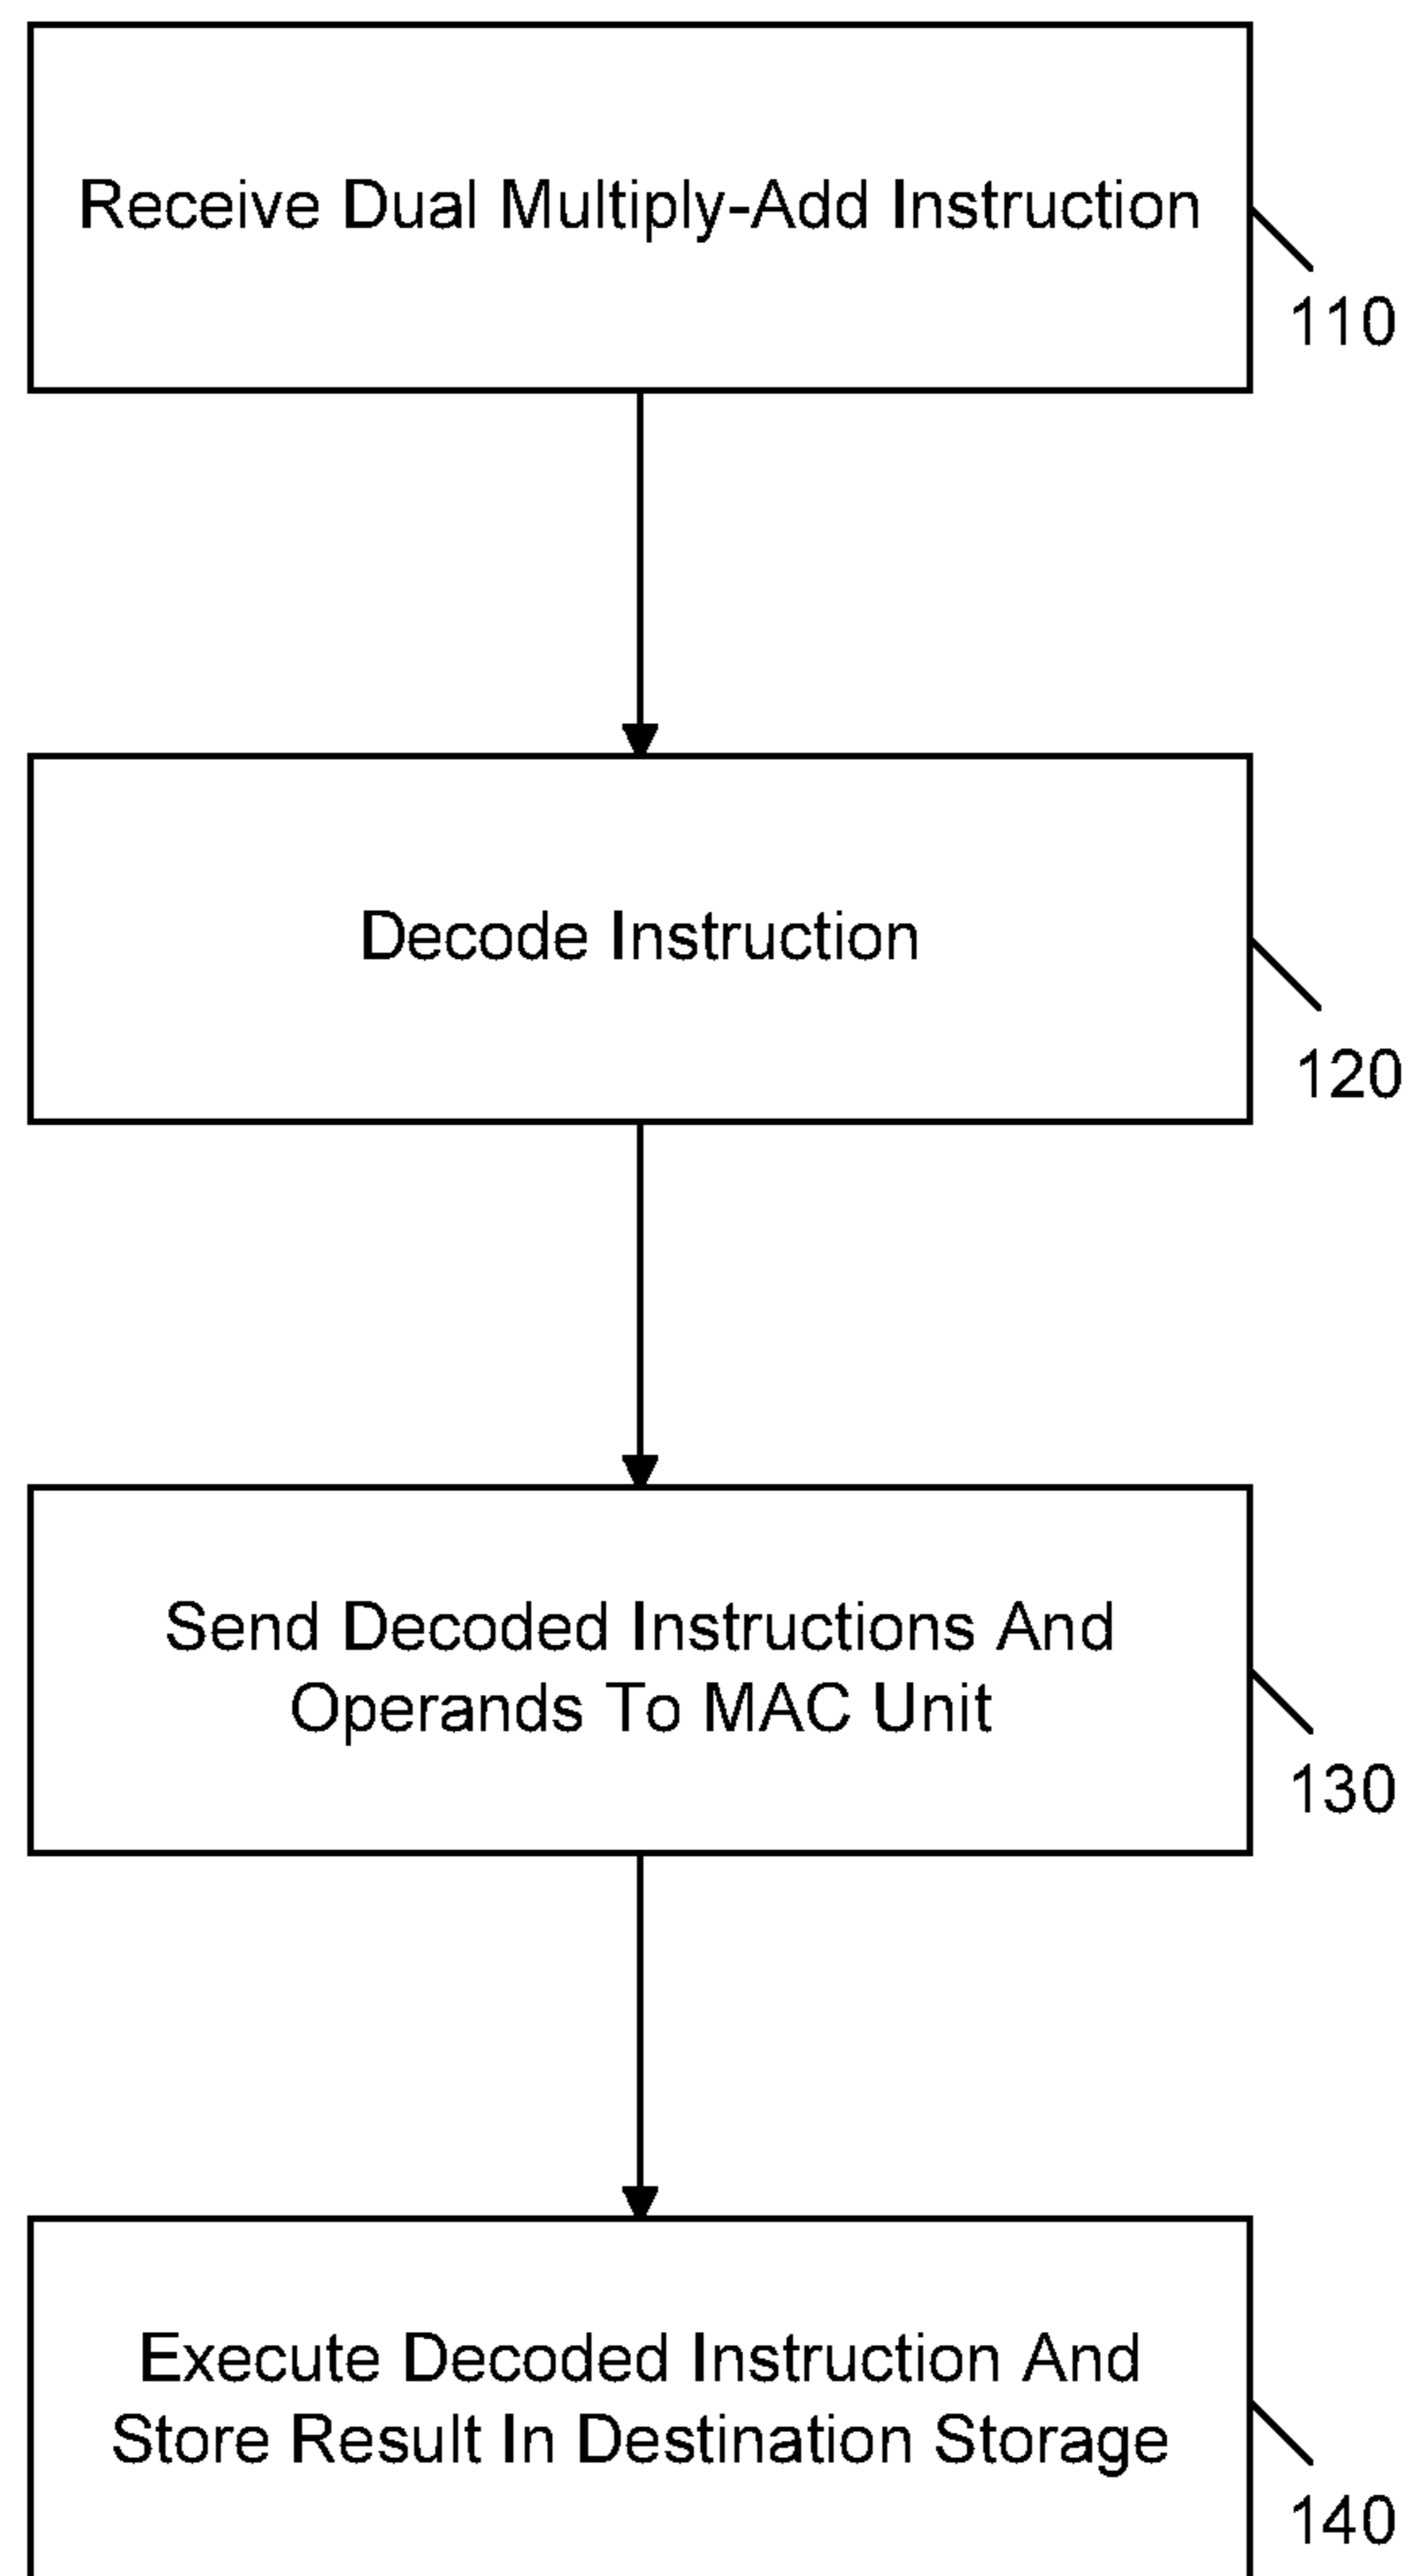 Receive Dual Multiply-Add Instruction
110
Decode Instruction
120
Send Decoded Instructions And
Operands To MAC Unit
130
Execute Decoded Instruction And
Store Result In Destination Storage
140